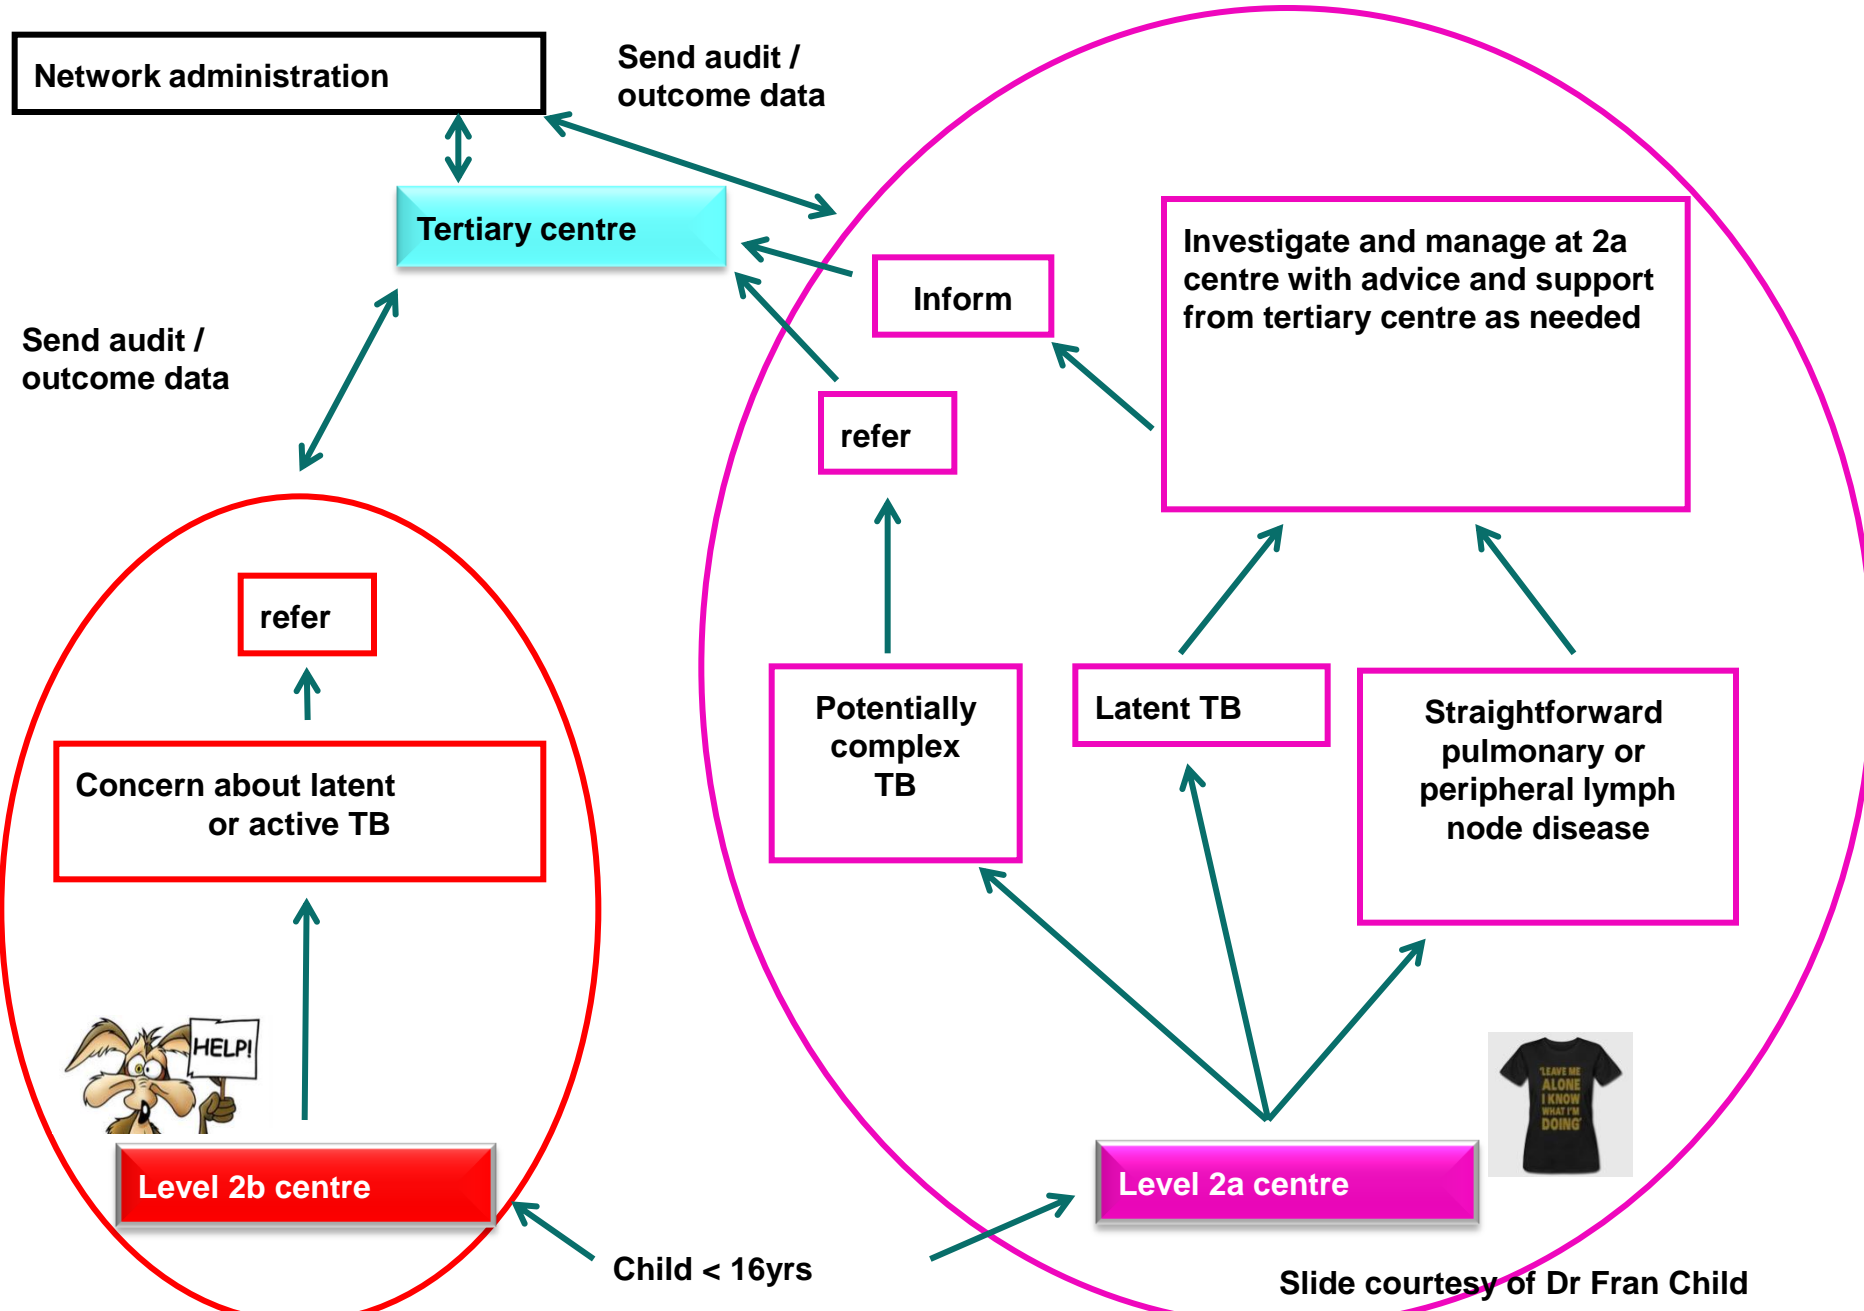 Network administration
Send audit /
outcome data
Tertiary centre
Send audit /
outcome data
Inform
Investigate and manage at 2a
centre with advice and support
from tertiary centre as needed
refer
refer
Concern about latent
or active TB
Potentially
complex
TB
Latent TB
Straightforward
pulmonary or
peripheral lymph
node disease
HELP!
Level 2b centre
'LEAVE ME
ALONE
I KNOW
WHAT I'M
DOING'
Level 2a centre
Child < 16yrs
Slide courtesy of Dr Fran Child